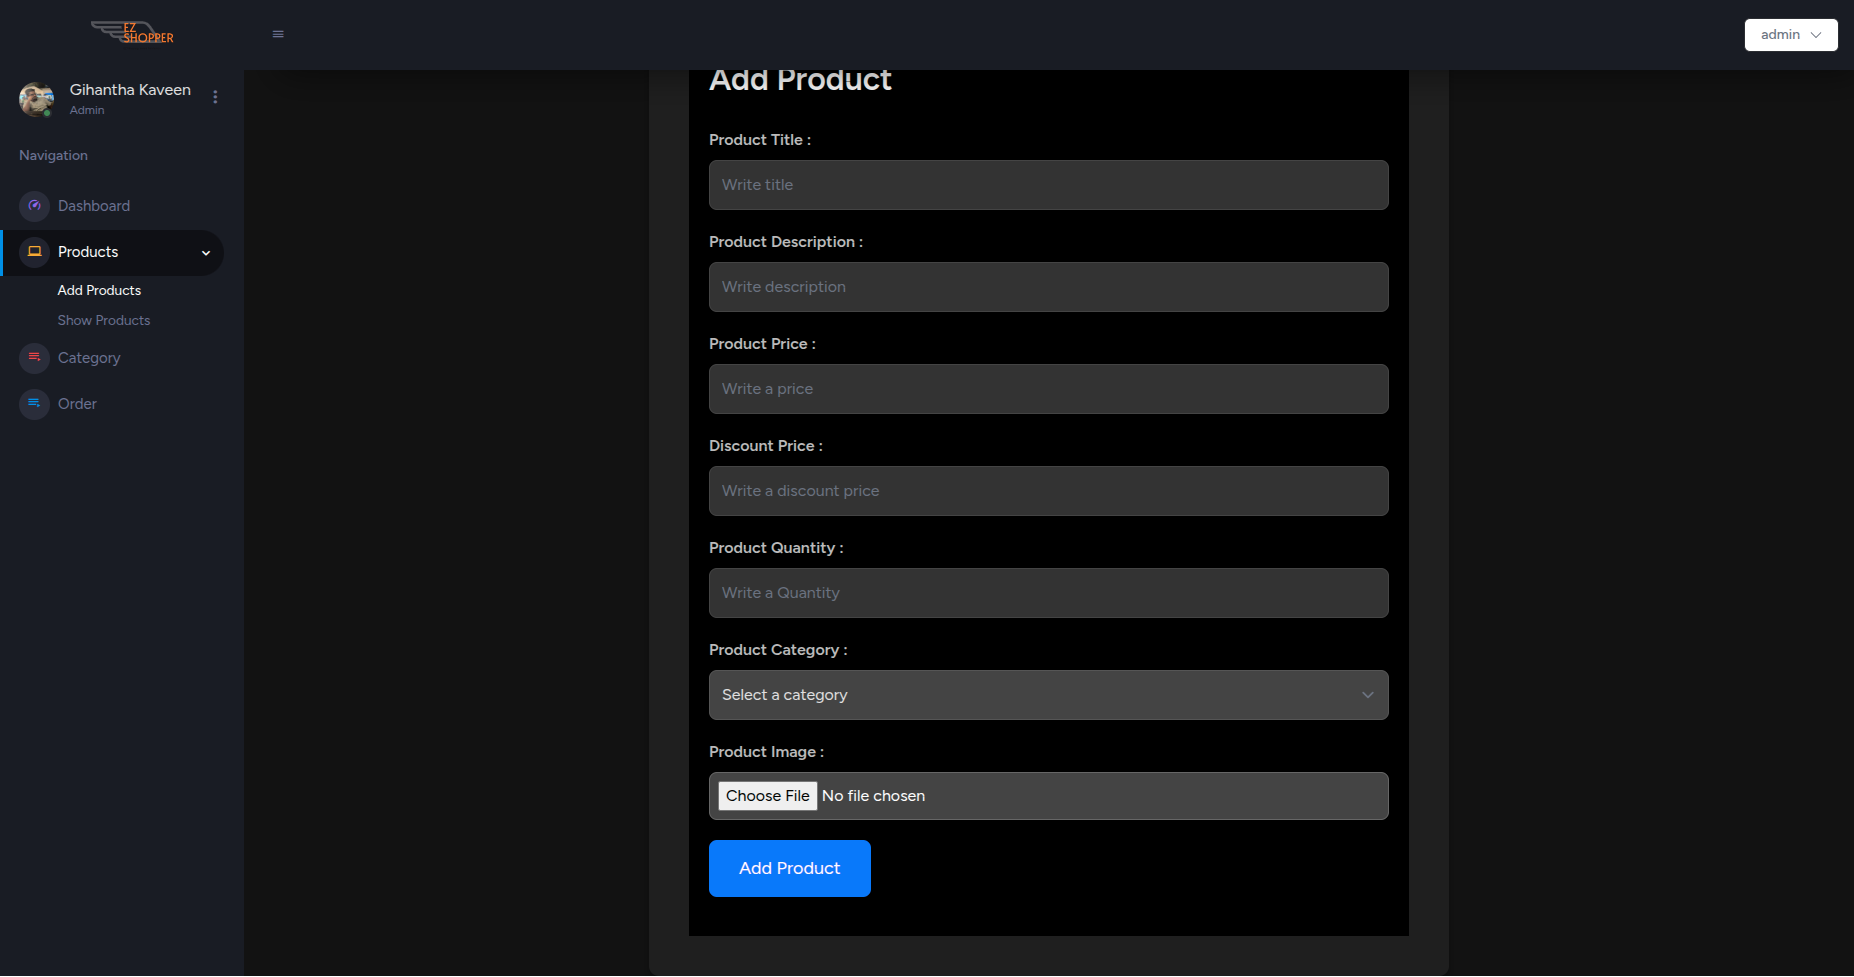 EZ
SHOPPER
admin
Gihantha Kaveen
Admin
Navigation
Dashboard
Products
Add Products
Show Products
Category
Order
Add Product
Product Title :
Write title
Product Description :
Write description
Product Price :
Write a price
Discount Price :
Write a discount price
Product Quantity :
Write a Quantity
Product Category :
Select a category
Product Image :
Choose File No file chosen
Add Product